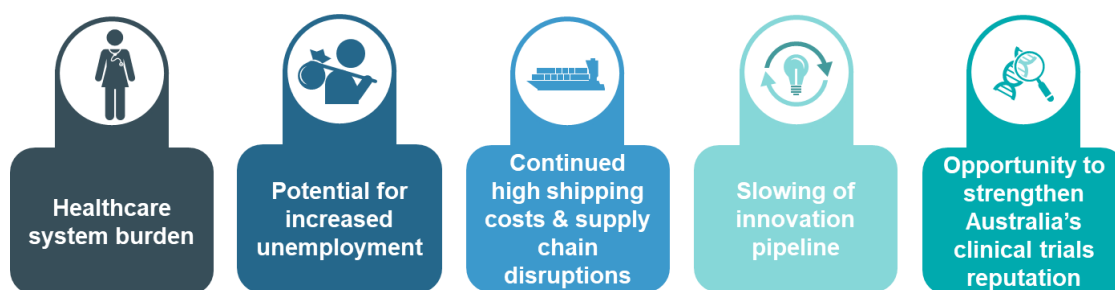 Healthcare
system burden
Potential for
increased
unemployment
Continued
high shipping
costs & supply
chain
disruptions
Slowing of
innovation
pipeline
Opportunity to
strengthen
Australia’s
clinical trials
reputation